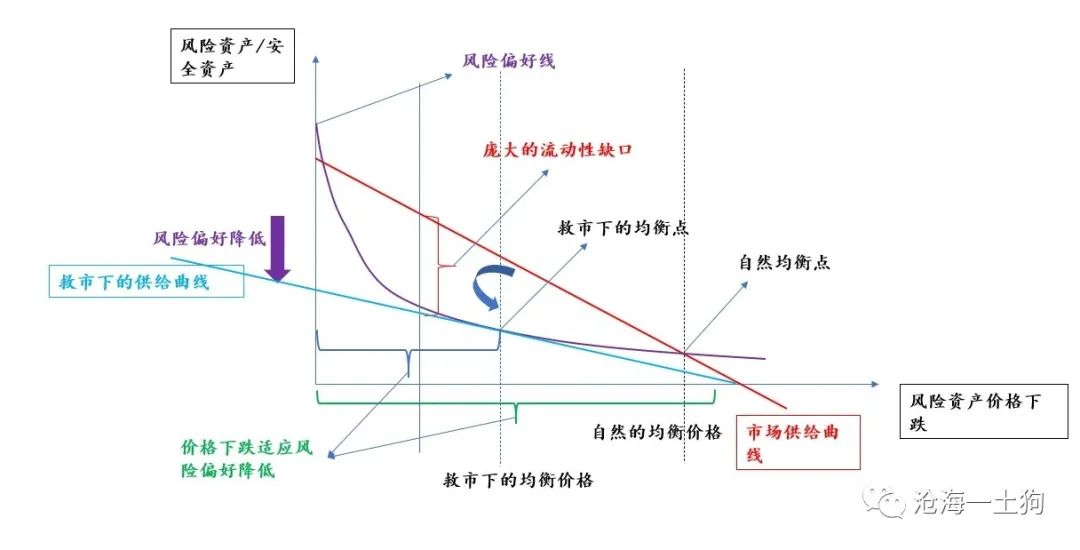 风险资产/安
全资产
风险偏好线
庞大的流动性缺口
救市下的均衡点
风险偏好降低
自然均衡点
救市下的供给曲线
风险资产价格下
跌
自然的均衡价格
市场供给曲
线
价格下跌适应风
险偏好降低
救市下的均衡价格
沧海一土狗